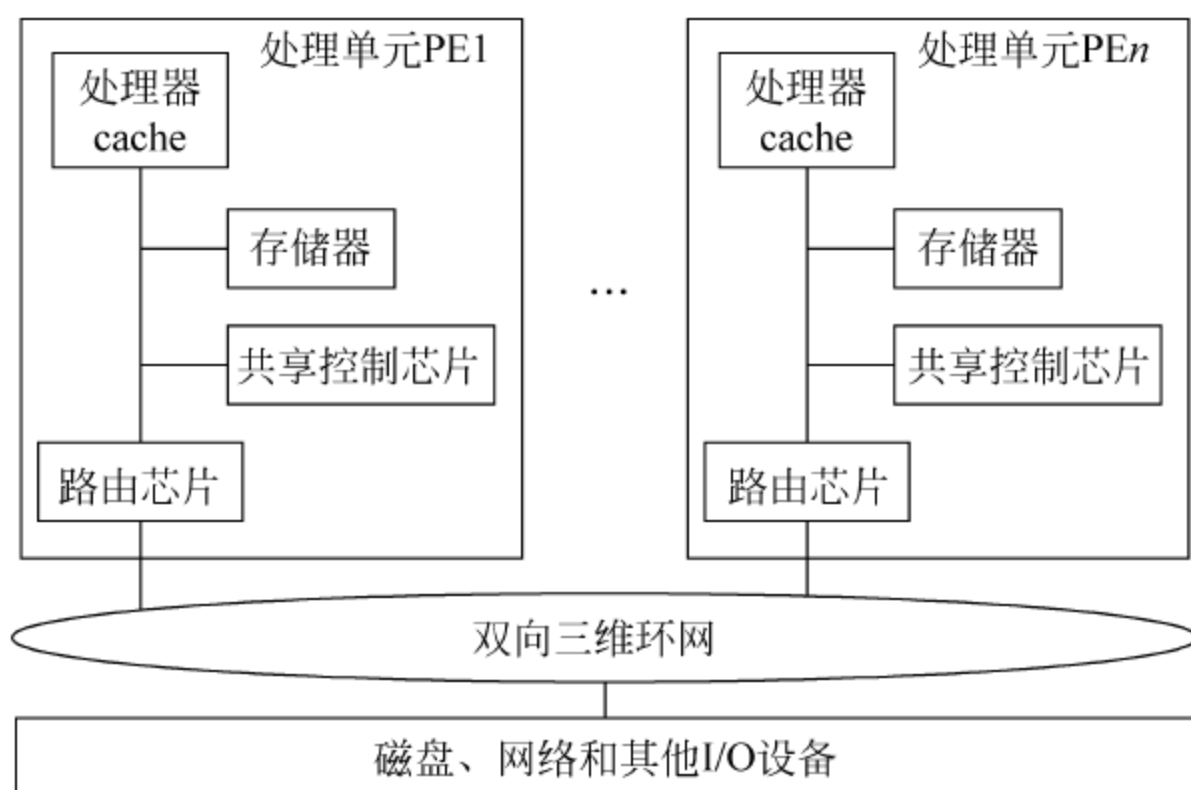 处理单元PE1
处理器
cache
存储器
共享控制芯片
路由芯片
...
处理单元PEn
处理器
cache
存储器
共享控制芯片
路由芯片
双向三维环网
磁盘、网络和其他I/O设备